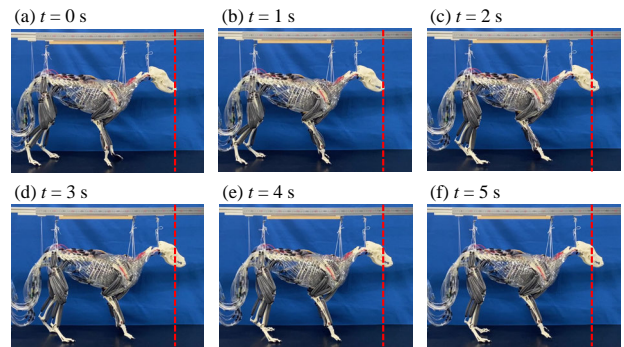 (a) t = 0 s
(b) t = 1 s
(c) t = 2 s
(d) t = 3 s
(e) t = 4 s
(f) t = 5 s